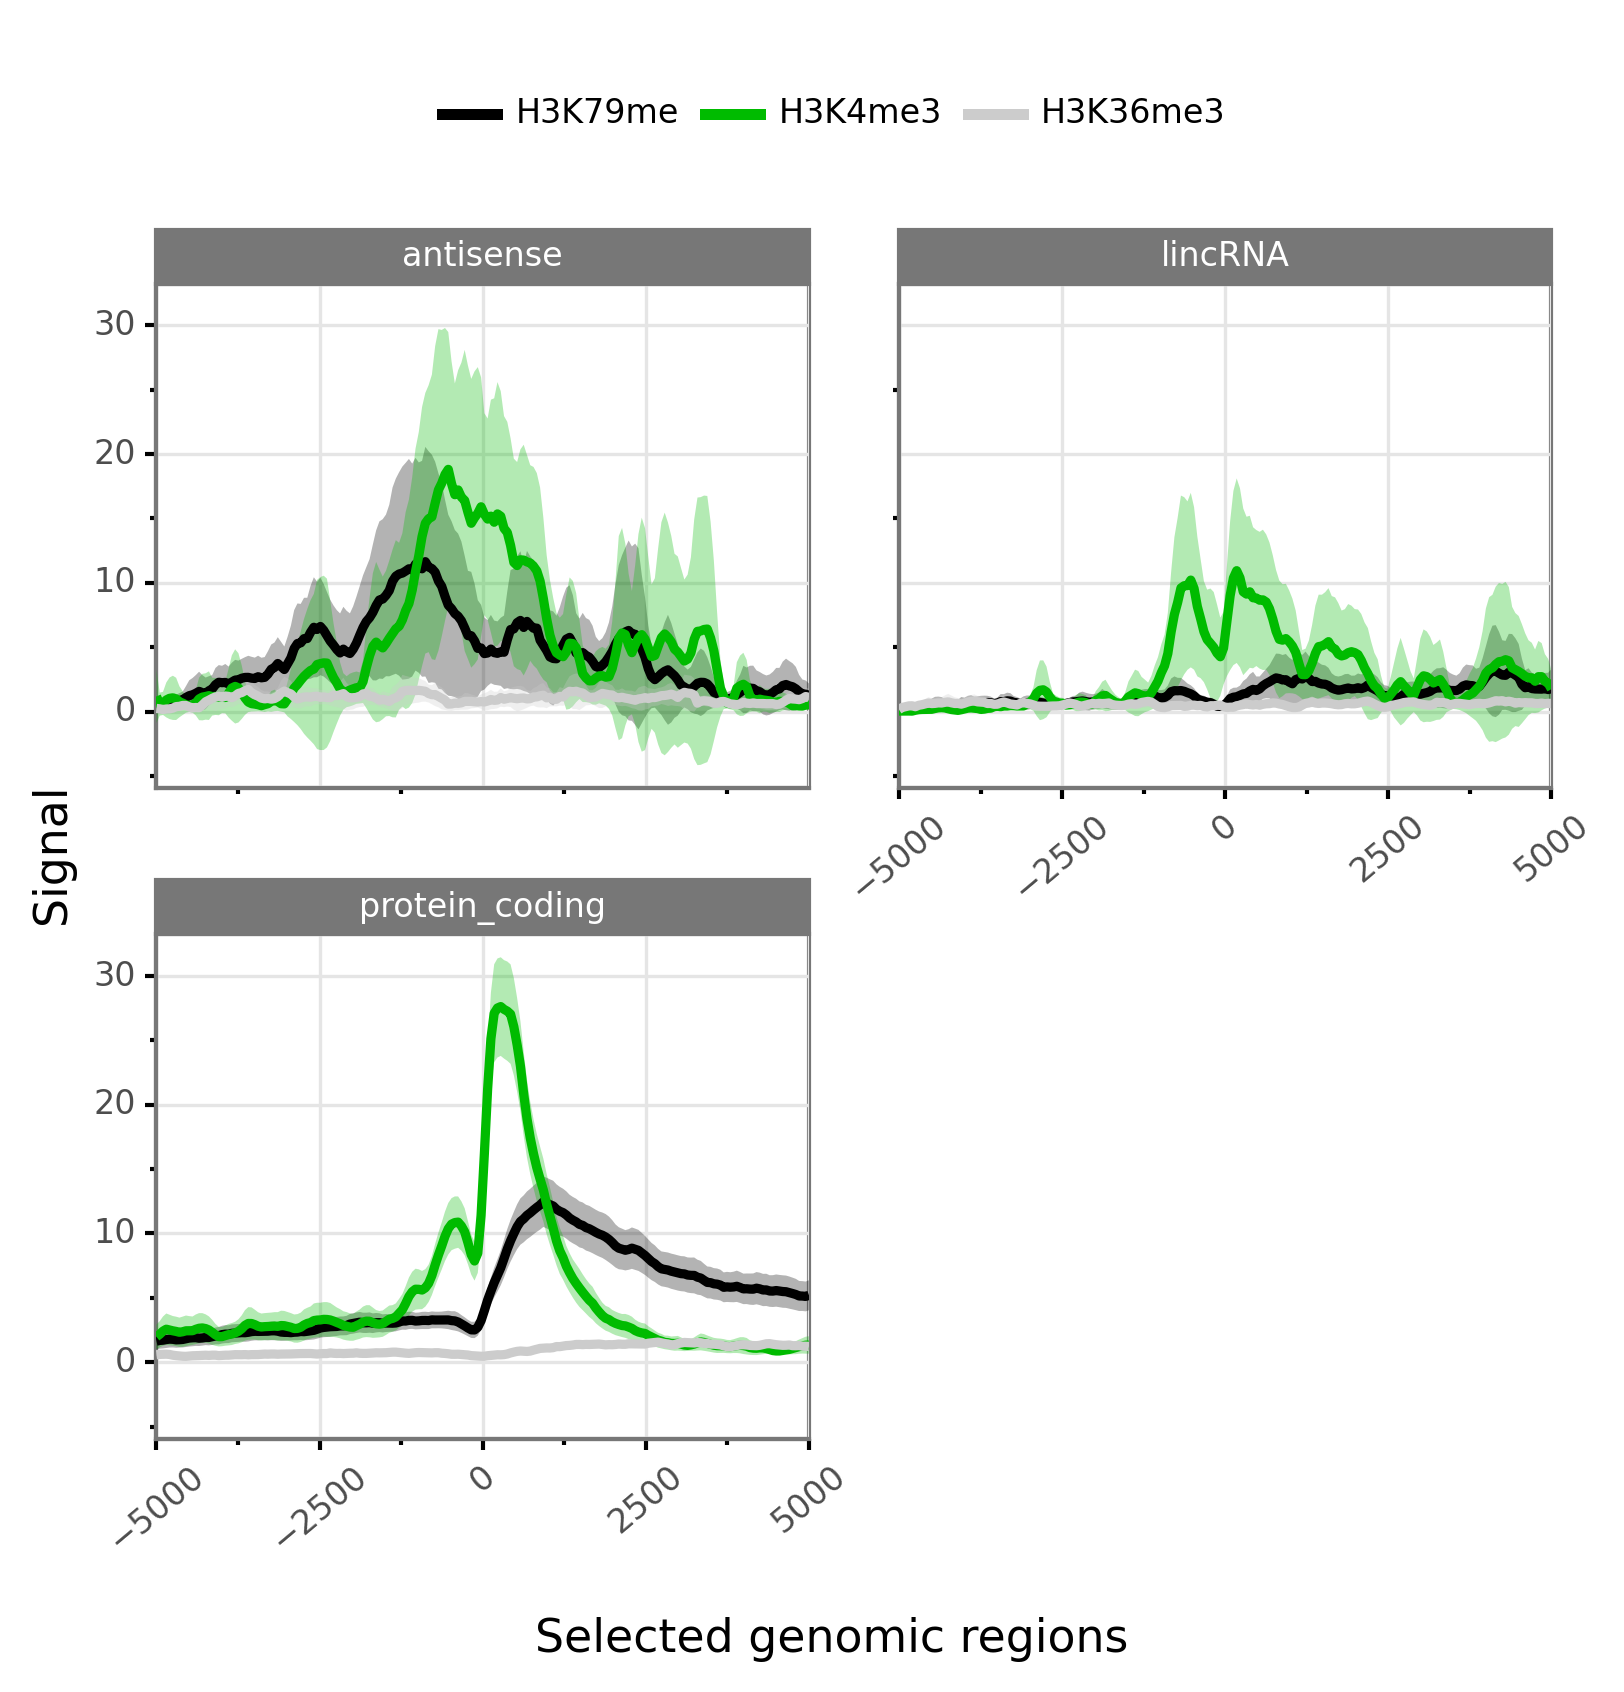 H3K79me H3K4me3 H3K36me3
antisense
lincRNA
30
20
10
0
−5000 −2500 0 2500 5000
Signal
protein_coding
30
20
10
0
−5000 −2500 0 2500 5000
Selected genomic regions